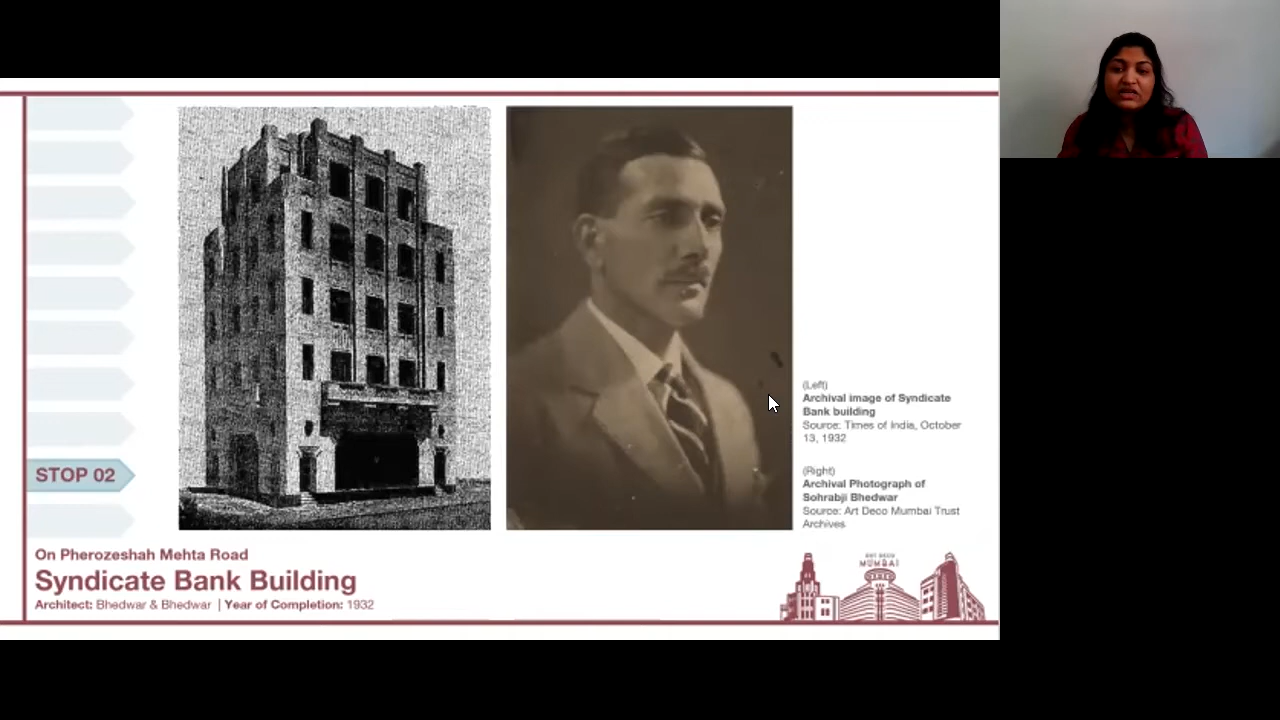 (Left)
Archival image of Syndicate
Bank building
Source: Times of India, October
13, 1932
(Right)
Archival Photograph of
Sohrabji Bhedwar
Source: Art Deco Mumbai Trust
Archives
STOP 02
On Pherozeshah Mehta Road
Syndicate Bank Building
Architect: Bhedwar & Bhedwar | Year of Completion: 1932
ART DECO
MUMBAI